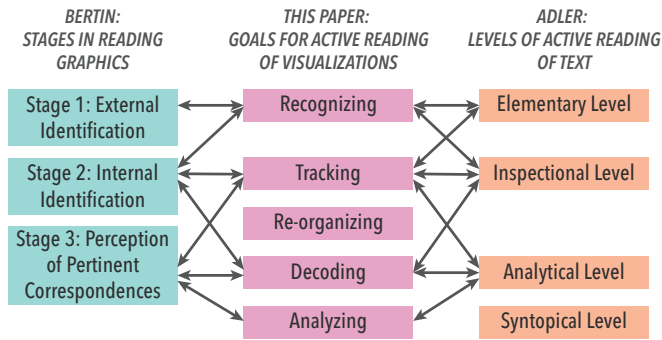 BERTIN:
STAGES IN READING
GRAPHICS
THIS PAPER:
GOALS FOR ACTIVE READING
OF VISUALIZATIONS
ADLER:
LEVELS OF ACTIVE READING
OF TEXT
Stage 1: External
Identification
Stage 2: Internal
Identification
Stage 3: Perception
of Pertinent
Correspondences
Recognizing
Tracking
Re-organizing
Decoding
Analyzing
Elementary Level
Inspectional Level
Analytical Level
Syntopical Level